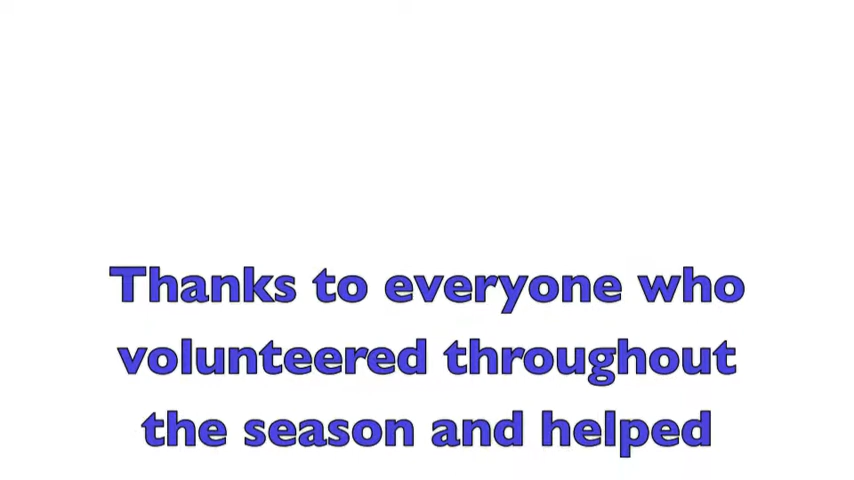 Thanks to everyone who
volunteered throughout
the season and helped